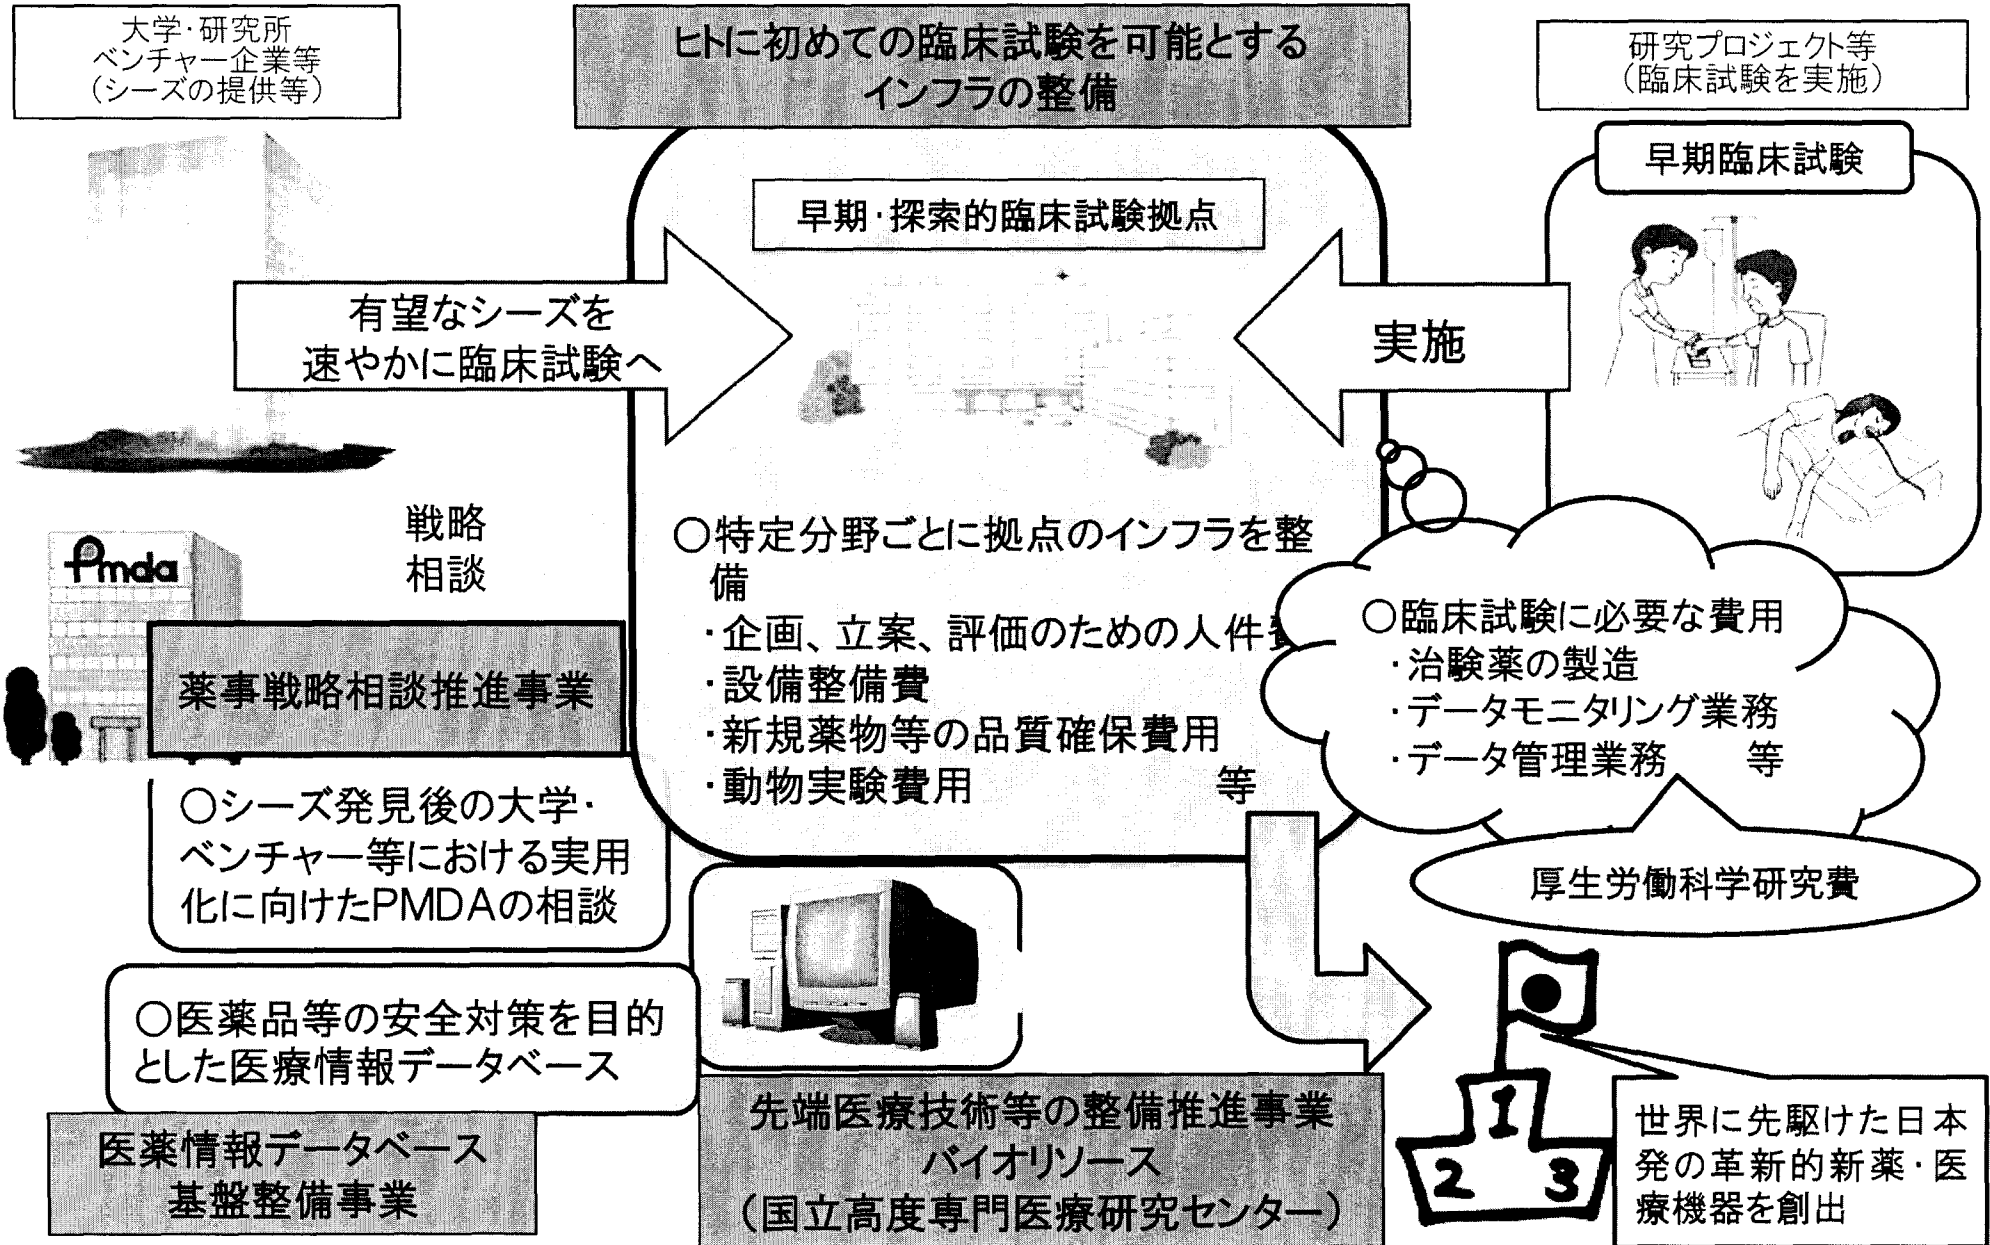 大学・研究所
ベンチャー企業等
（シーズの提供等）
ヒトに初めての臨床試験を可能とする
インフラの整備
研究プロジェクト等
（臨床試験を実施）
早期臨床試験
早期・探索的臨床試験拠点
有望なシーズを
速やかに臨床試験へ
実施
戦略
相談
Pmda
薬事戦略相談推進事業
○シーズ発見後の大学・
ベンチャー等における実用
化に向けたPMDAの相談
○特定分野ごとに拠点のインフラを整
備
・企画、立案、評価のための人件費
・設備整備費
・新規薬物等の品質確保費用
・動物実験費用 等
○臨床試験に必要な費用
・治験薬の製造
・データモニタリング業務
・データ管理業務 等
厚生労働科学研究費
○医薬品等の安全対策を目的
とした医療情報データベース
医薬情報データベース
基盤整備事業
先端医療技術等の整備推進事業
バイオリソース
（国立高度専門医療研究センター）
1
2 3
世界に先駆けた日本
発の革新的新薬・医
療機器を創出